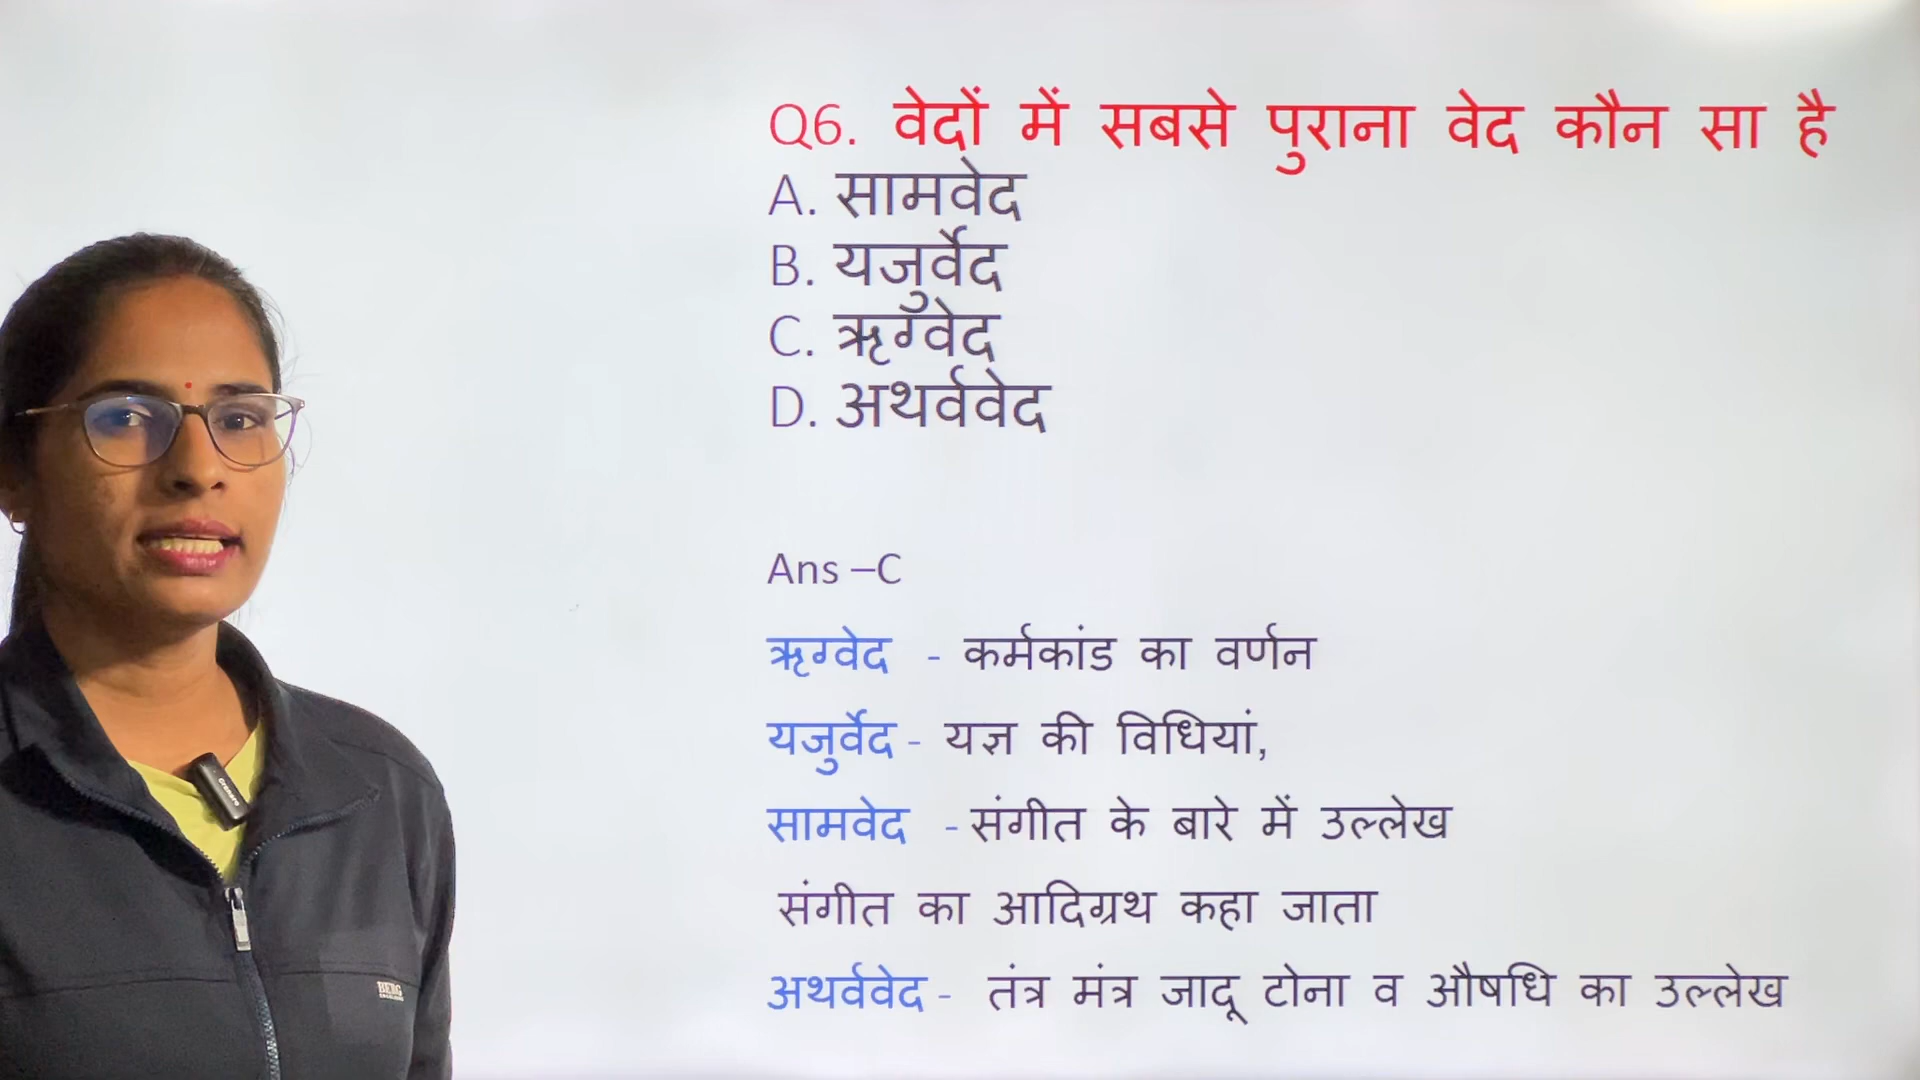 Q6. वेदों में सबसे पुराना वेद कौन सा है
A. सामवेद
B. यजुर्वेद
C. ऋग्वेद
D. अथर्ववेद
Ans –C
ऋग्वेद - कर्मकांड का वर्णन
यजुर्वेद - यज्ञ की विधियां,
सामवेद - संगीत के बारे में उल्लेख
संगीत का आदिग्रथ कहा जाता
अथर्ववेद - तंत्र मंत्र जादू टोना व औषधि का उल्लेख
BERG